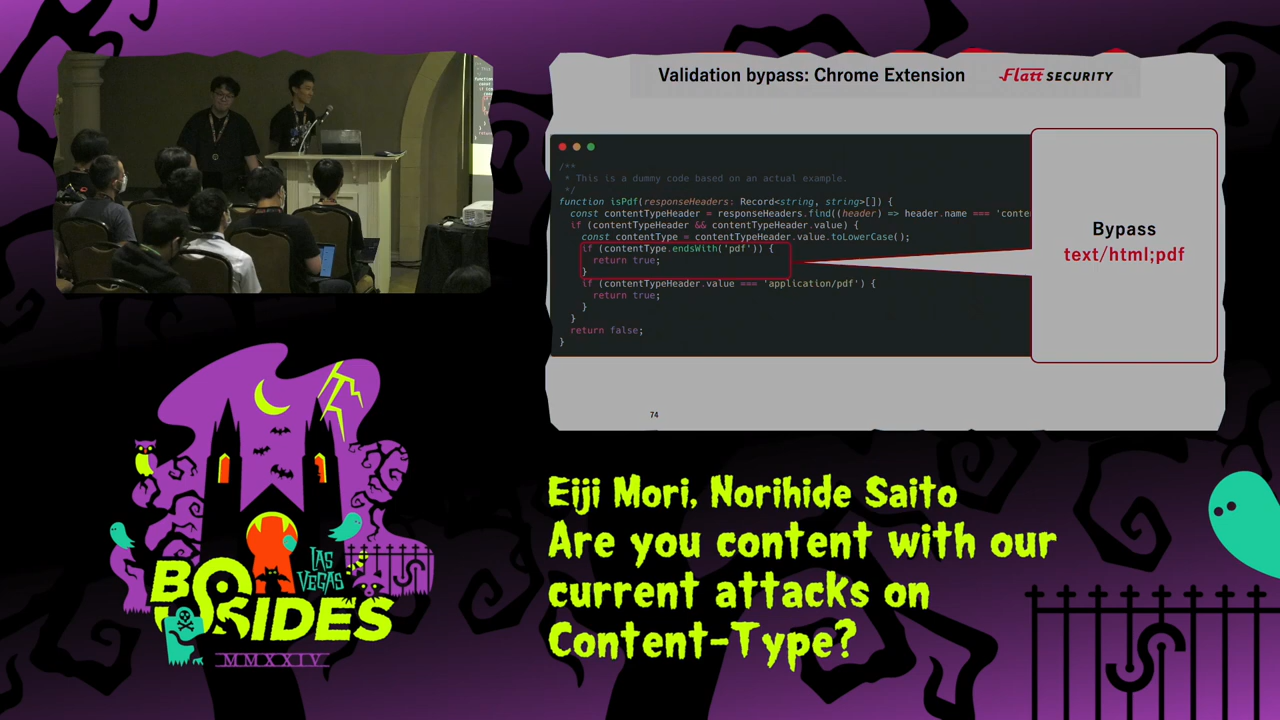 Validation bypass: Chrome Extension
Flatt SECURITY
/**
* This is a dummy code based on an actual example.
*/
function isPdf(responseHeaders: Record<string, string>[]) {
const contentTypeHeader = responseHeaders.find((header) => header.name === 'conte
if (contentTypeHeader && contentTypeHeader.value) {
const contentType = contentTypeHeader.value.toLowerCase();
if (contentType.endsWith('pdf')) {
return true;
}
if (contentTypeHeader.value === 'application/pdf') {
return true;
}
}
return false;
}
Bypass
text/html;pdf
74
BSIDES
LAS
VEGAS
MMXXIV
Eiji Mori, Norihide Saito
Are you content with our
current attacks on
Content-Type?